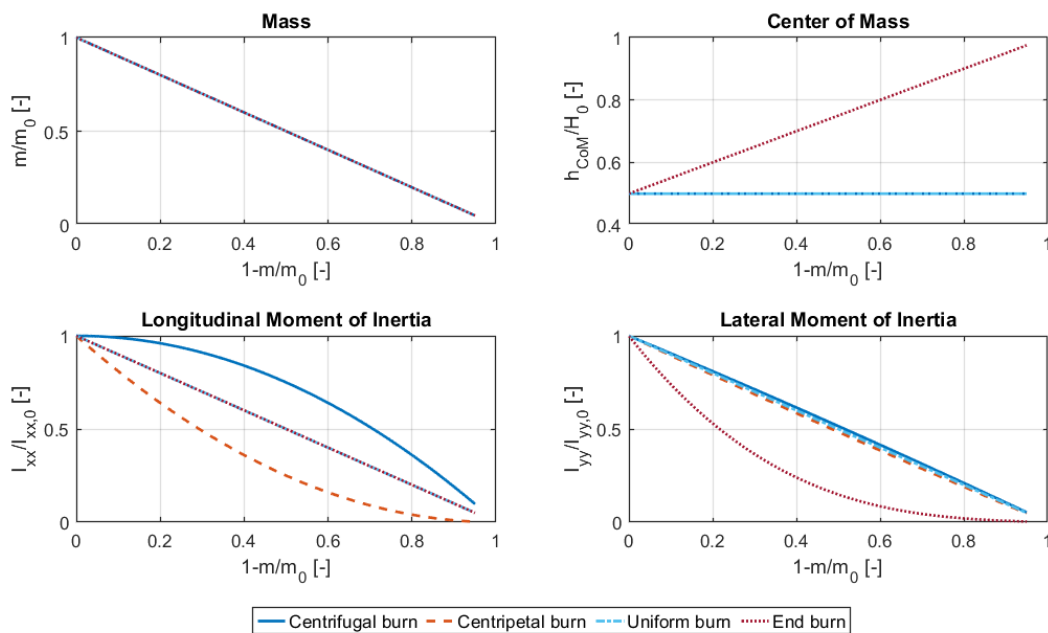 Mass
1
0.5
0
m/m0 [-]
0 0.2 0.4 0.6 0.8 1
1-m/m0 [-]
Center of Mass
1
0.8
0.6
0.4
hCoM/H0 [-]
0 0.2 0.4 0.6 0.8 1
1-m/m0 [-]
Longitudinal Moment of Inertia
1
0.5
0
Ixx/Ixx,0 [-]
0 0.2 0.4 0.6 0.8 1
1-m/m0 [-]
Lateral Moment of Inertia
1
0.5
0
Iyy/Iyy,0 [-]
0 0.2 0.4 0.6 0.8 1
1-m/m0 [-]
Centrifugal burn Centripetal burn Uniform burn End burn